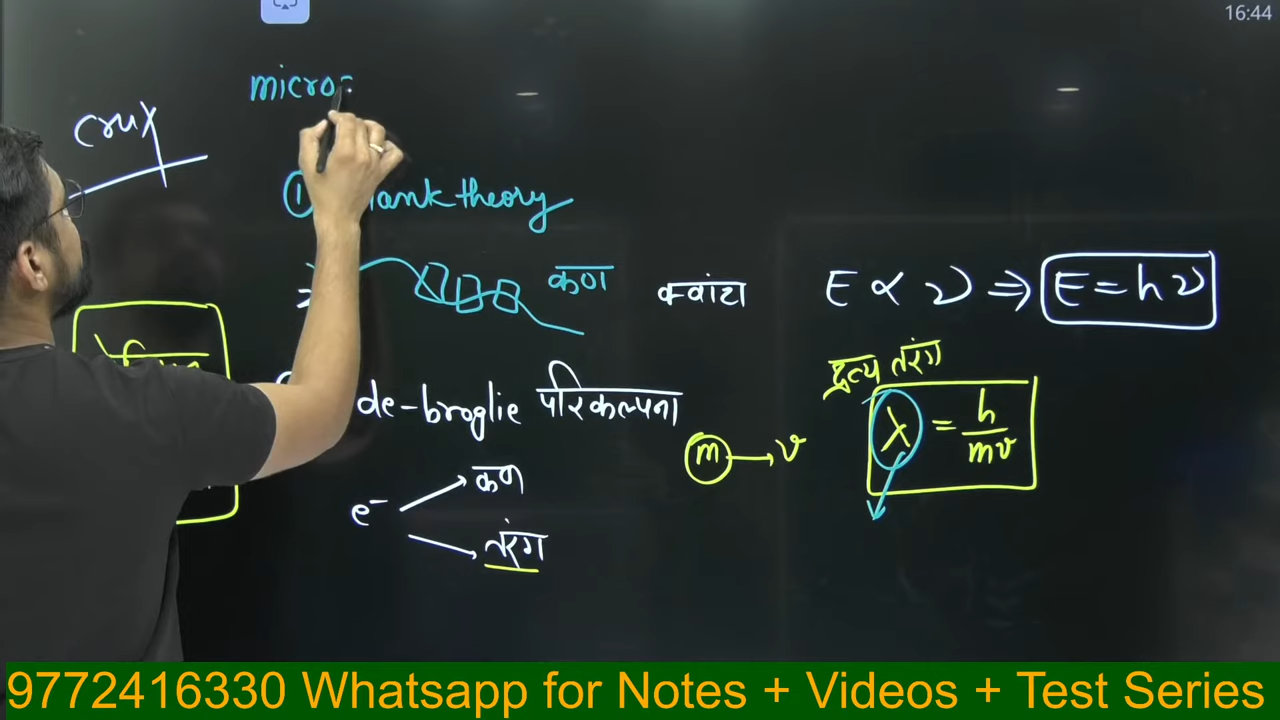 16:44
micro
crux
① lank theory
कण क्वांटा E ∝ ν ⇒ E = hν
द्रव्य तरंग
de-broglie परिकल्पना
m → v λ = h/mv
e⁻ कण
तरंग
9772416330 Whatsapp for Notes + Videos + Test Series